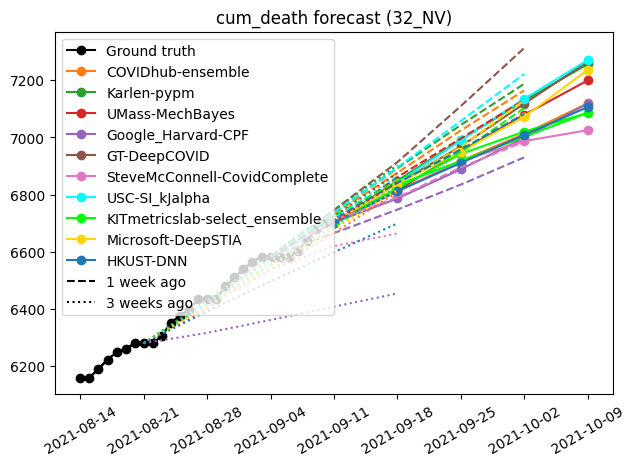 cum_death forecast (32_NV)
7200
7000
6800
6600
6400
6200
Ground truth
COVIDhub-ensemble
Karlen-pypm
UMass-MechBayes
Google_Harvard-CPF
GT-DeepCOVID
SteveMcConnell-CovidComplete
USC-SI_kJalpha
KITmetricslab-select_ensemble
Microsoft-DeepSTIA
HKUST-DNN
1 week ago
3 weeks ago
2021-08-14
2021-08-21
2021-08-28
2021-09-04
2021-09-11
2021-09-18
2021-09-25
2021-10-02
2021-10-09